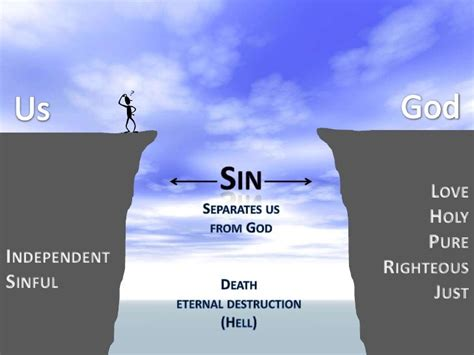 Us
God
SIN
SEPARATES US
FROM GOD
INDEPENDENT
SINFUL
LOVE
HOLY
PURE
RIGHTEOUS
JUST
DEATH
ETERNAL DESTRUCTION
(HELL)